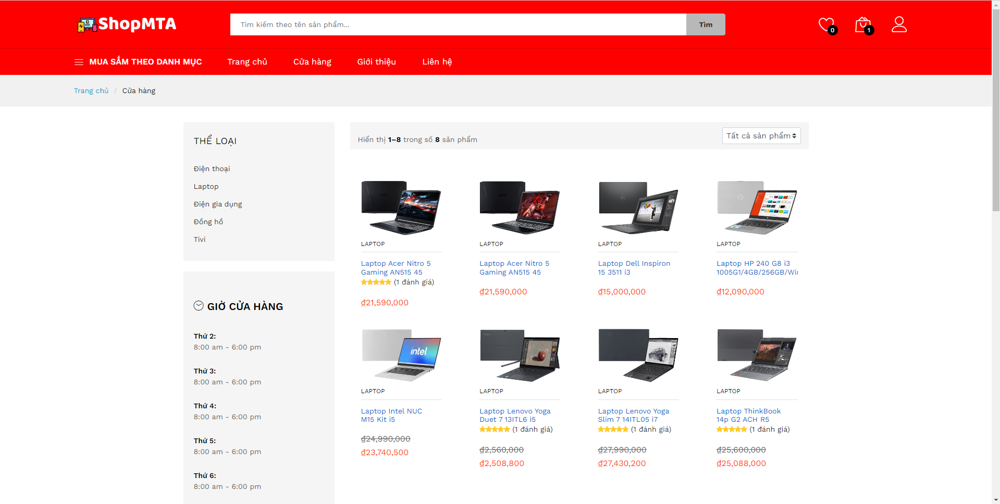 ShopMTA
Tìm kiếm theo tên sản phẩm...
Tìm
0
1
MUA SẮM THEO DANH MỤC
Trang chủ
Cửa hàng
Giới thiệu
Liên hệ
Trang chủ / Cửa hàng
THỂ LOẠI
Điện thoại
Laptop
Điện gia dụng
Đồng hồ
Tivi
GIỜ CỬA HÀNG
Thứ 2:
8:00 am - 6:00 pm
Thứ 3:
8:00 am - 6:00 pm
Thứ 4:
8:00 am - 6:00 pm
Thứ 5:
8:00 am - 6:00 pm
Thứ 6:
8:00 am - 6:00 pm
Hiển thị 1–8 trong số 8 sản phẩm
Tất cả sản phẩm
LAPTOP
Laptop Acer Nitro 5
Gaming AN515 45
(1 đánh giá)
₫21,590,000
LAPTOP
Laptop Acer Nitro 5
Gaming AN515 45
₫21,590,000
LAPTOP
Laptop Dell Inspiron
15 3511 i3
₫15,000,000
LAPTOP
Laptop HP 240 G8 i3
1005G1/4GB/256GB/Wi
₫12,090,000
intel
LAPTOP
Laptop Intel NUC
M15 Kit i5
₫24,990,000
₫23,740,500
LAPTOP
Laptop Lenovo Yoga
Duet 7 13ITL6 i5
(1 đánh giá)
₫2,560,000
₫2,508,800
LAPTOP
Laptop Lenovo Yoga
Slim 7 14ITL05 i7
(1 đánh giá)
₫27,990,000
₫27,430,200
LAPTOP
Laptop ThinkBook
14p G2 ACH R5
(1 đánh giá)
₫25,600,000
₫25,088,000